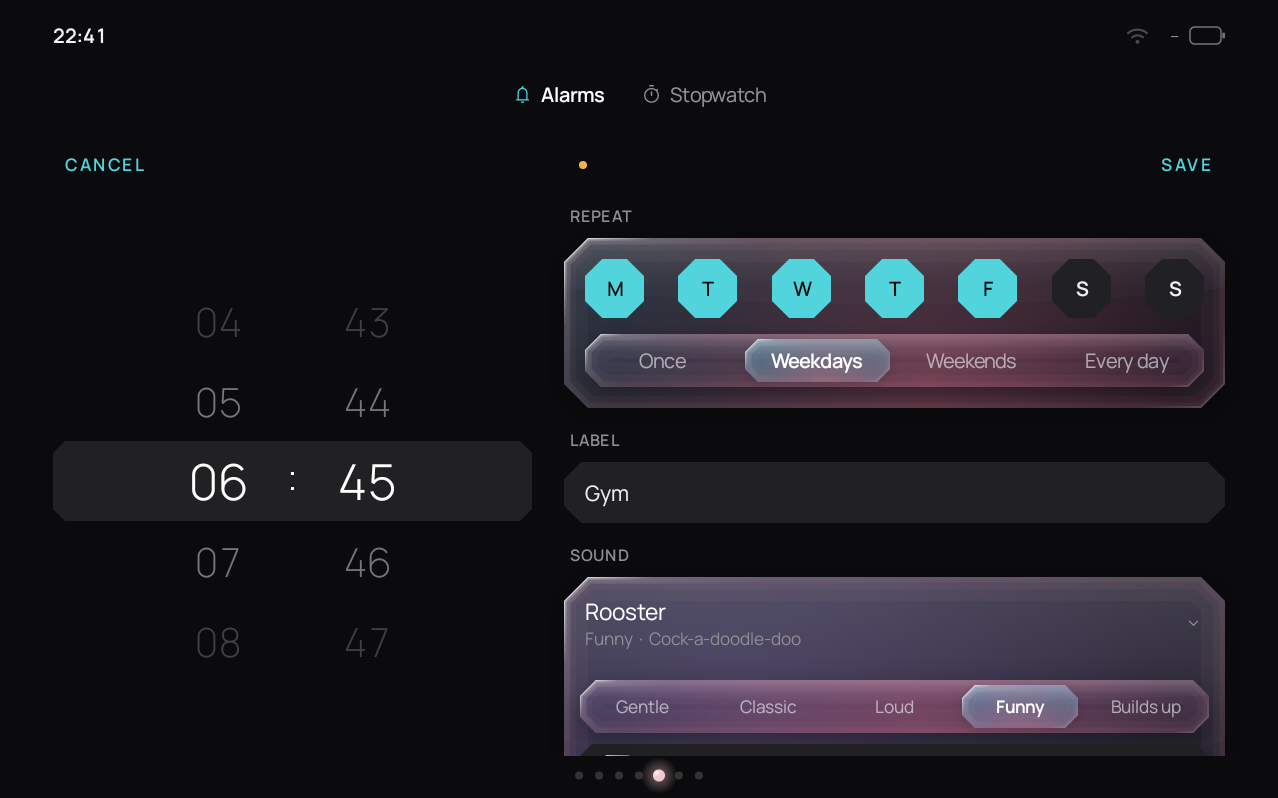 22:41
–
Alarms Stopwatch
CANCEL SAVE
REPEAT
M T W T F S S
Once Weekdays Weekends Every day
04 43
05 44
06 : 45
07 46
08 47
LABEL
Gym
SOUND
Rooster
Funny · Cock-a-doodle-doo
Gentle Classic Loud Funny Builds up